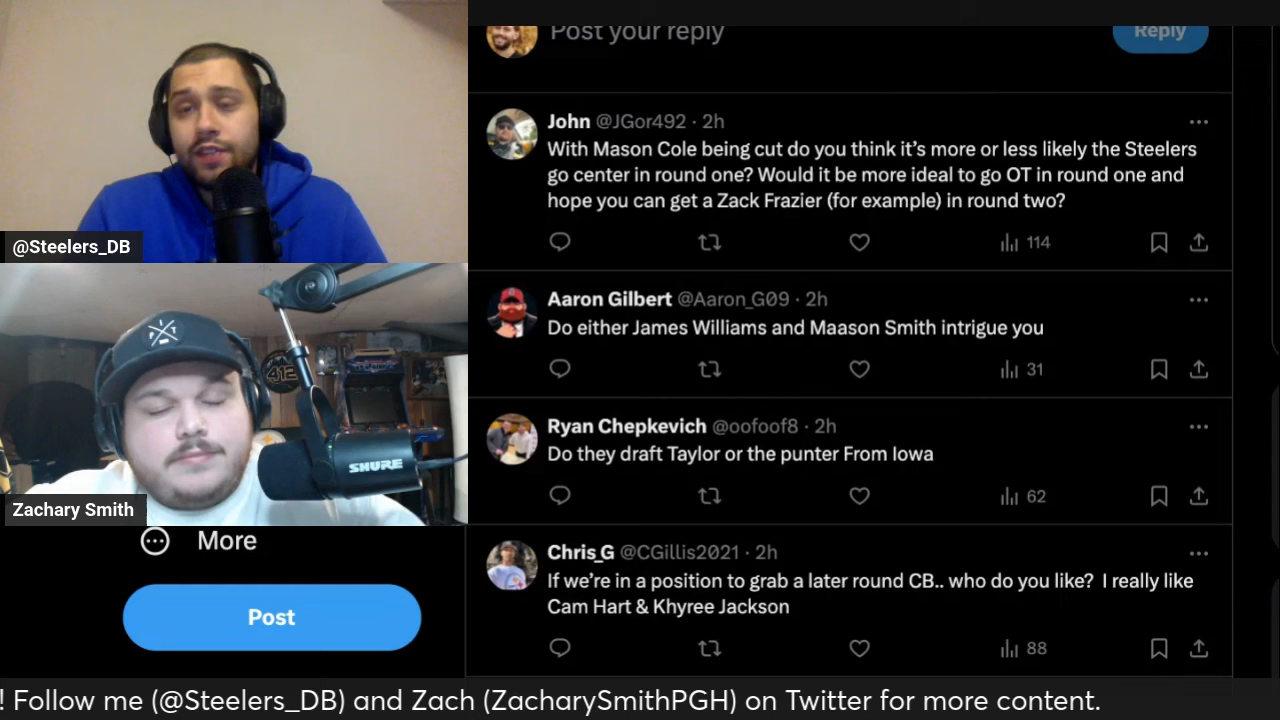 @Steelers_DB
412
SHURE
Zachary Smith
More
Post
Post your reply
Reply
John @JGor492 · 2h
With Mason Cole being cut do you think it’s more or less likely the Steelers
go center in round one? Would it be more ideal to go OT in round one and
hope you can get a Zack Frazier (for example) in round two?
114
Aaron Gilbert @Aaron_G09 · 2h
Do either James Williams and Maason Smith intrigue you
31
Ryan Chepkevich @oofoof8 · 2h
Do they draft Taylor or the punter From Iowa
62
Chris_G @CGillis2021 · 2h
If we’re in a position to grab a later round CB.. who do you like?  I really like
Cam Hart & Khyree Jackson
88
! Follow me (@Steelers_DB) and Zach (ZacharySmithPGH) on Twitter for more content.